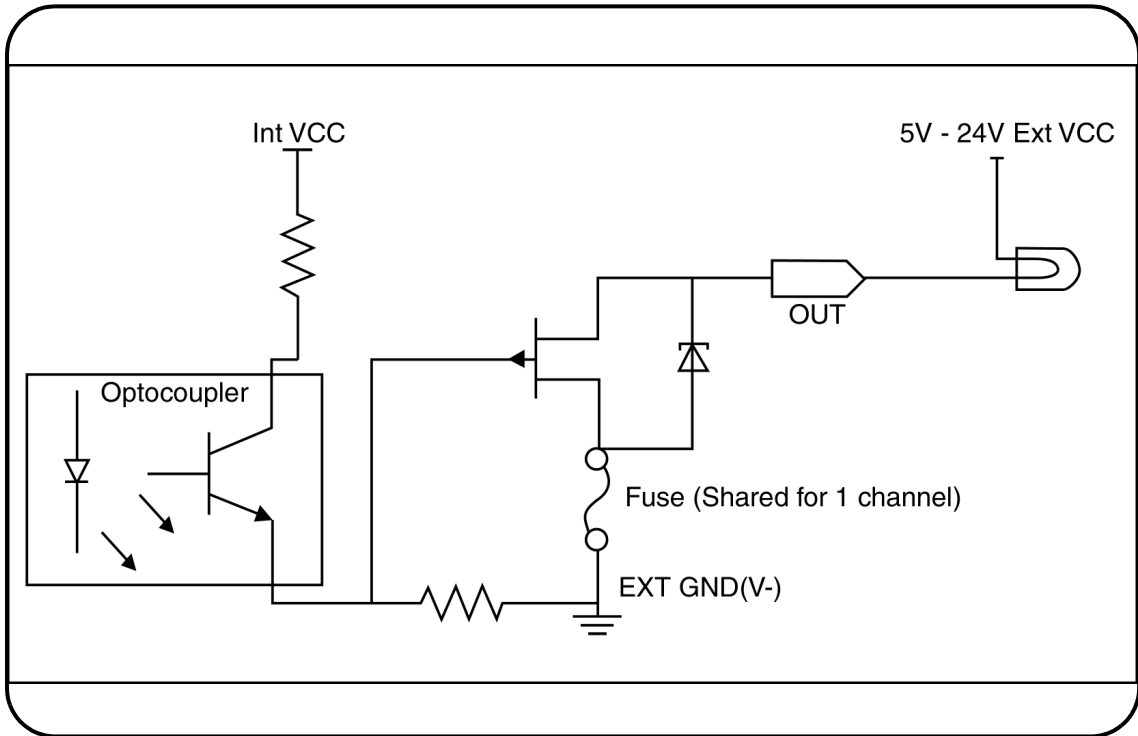 Int VCC
5V - 24V Ext VCC
OUT
Optocoupler
Fuse (Shared for 1 channel)
EXT GND(V-)